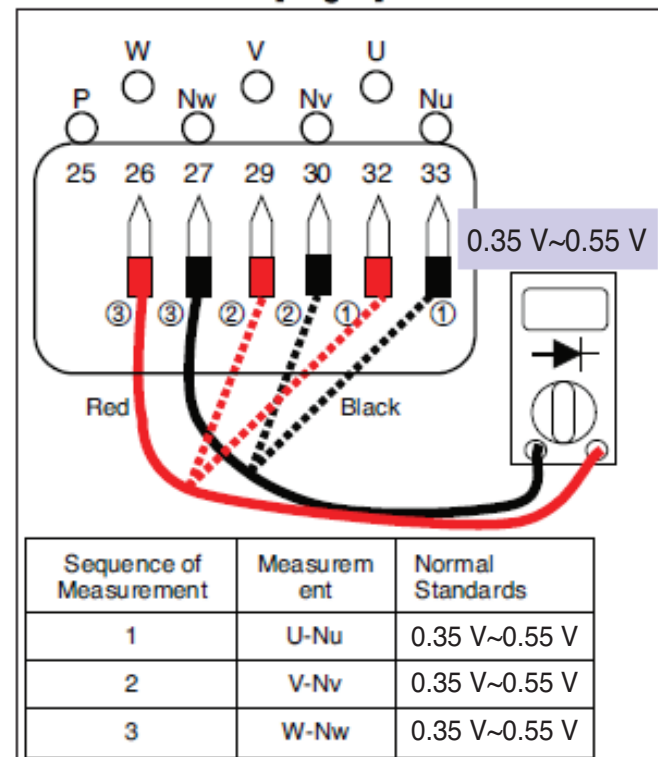 W V U
P Nw Nv Nu
25 26 27 29 30 32 33
0.35 V~0.55 V
③ ③ ② ② ① ①
Red Black
Sequence of Measurement
Measurem ent
Normal Standards
1 U-Nu 0.35 V~0.55 V
2 V-Nv 0.35 V~0.55 V
3 W-Nw 0.35 V~0.55 V